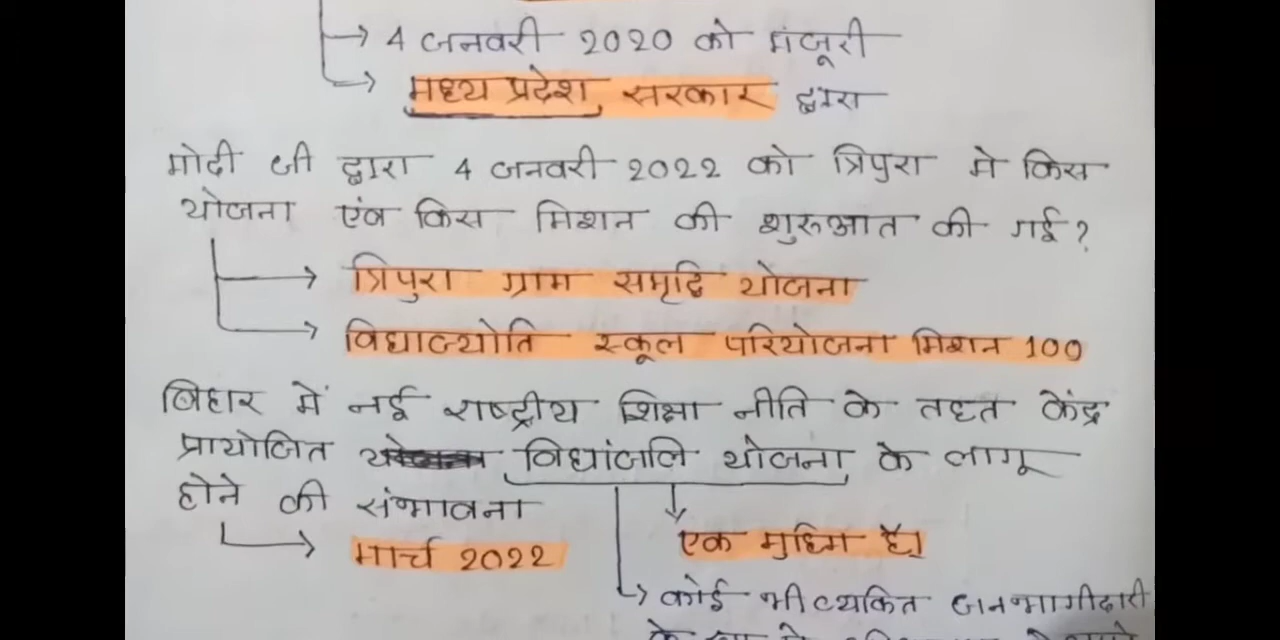 4 जनवरी 2020 को मंजूरी
मध्य प्रदेश सरकार द्वारा
मोदी जी द्वारा 4 जनवरी 2022 को त्रिपुरा मे किस
योजना एंव किस मिशन की शुरुआत की गई?
त्रिपुरा ग्राम समृद्धि योजना
विद्याज्योति स्कूल परियोजना मिशन 100
बिहार में नई राष्ट्रीय शिक्षा नीति के तहत केंद्र
प्रायोजित विद्यांजलि योजना के लागू
होने की संभावना
मार्च 2022
एक मुहिम है।
कोई भी व्यकित जनभागीदारी